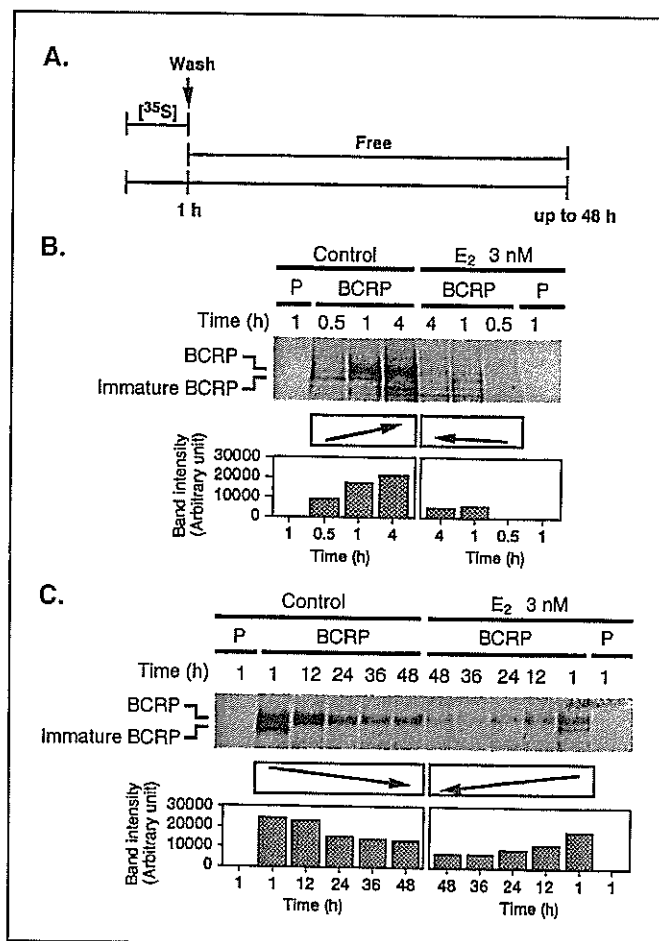 A.
Wash
[³⁵S]
Free
1 h
up to 48 h
B.
Control E₂ 3 nM
P BCRP BCRP P
Time (h) 1 0.5 1 4 4 1 0.5 1
BCRP
Immature BCRP
Band intensity
(Arbitrary unit)
30000
20000
10000
0
1 0.5 1 4 4 1 0.5 1
Time (h) Time (h)
C.
Control E₂ 3 nM
P BCRP BCRP P
Time (h) 1 1 12 24 36 48 48 36 24 12 1 1
BCRP
Immature BCRP
Band intensity
(Arbitrary unit)
30000
20000
10000
0
1 1 12 24 36 48 48 36 24 12 1 1
Time (h) Time (h)